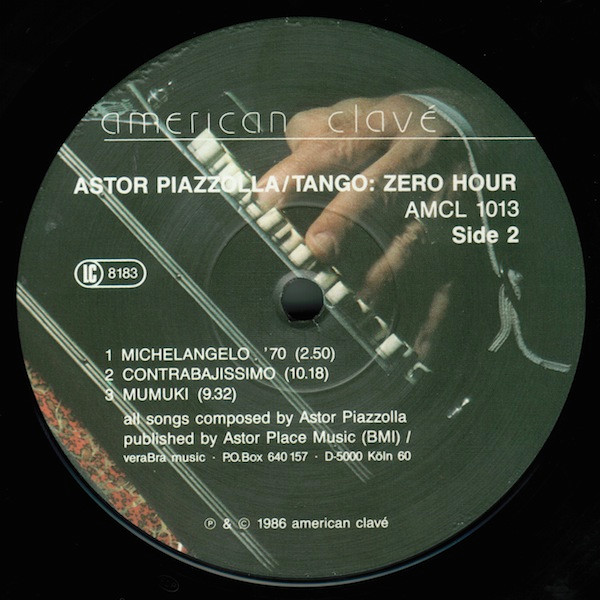 american clavé
ASTOR PIAZZOLLA/TANGO: ZERO HOUR
AMCL 1013
Side 2
LC 8183
1 MICHELANGELO . '70 (2.50)
2 CONTRABAJISSIMO (10.18)
3 MUMUKI (9.32)
all songs composed by Astor Piazzolla
published by Astor Place Music (BMI) /
veraBra music · P.O.Box 640 157 · D-5000 Köln 60
℗ & © 1986 american clavé